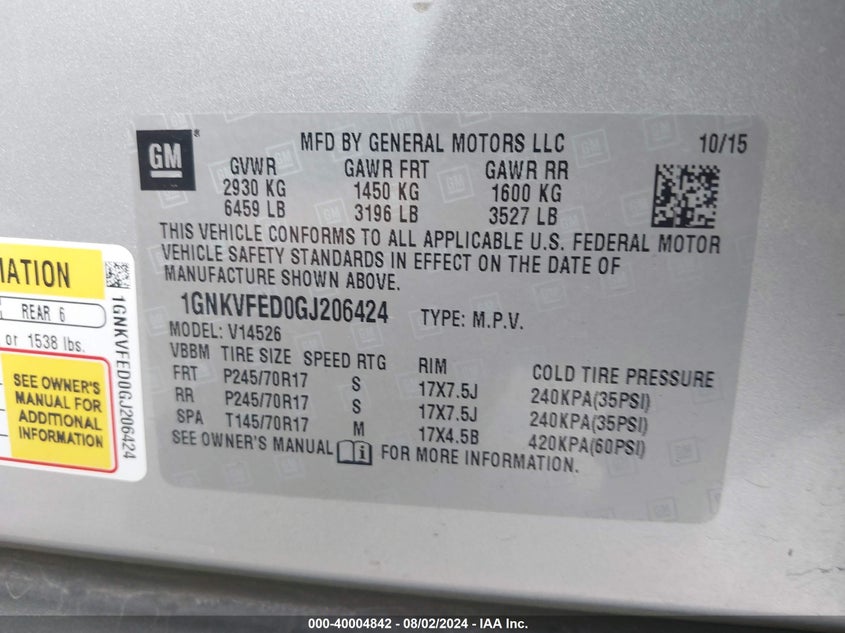 GM®
MFD BY GENERAL MOTORS LLC 10/15
GVWR GAWR FRT GAWR RR
2930 KG 1450 KG 1600 KG
6459 LB 3196 LB 3527 LB
THIS VEHICLE CONFORMS TO ALL APPLICABLE U.S. FEDERAL MOTOR
VEHICLE SAFETY STANDARDS IN EFFECT ON THE DATE OF
MANUFACTURE SHOWN ABOVE.
1GNKVFED0GJ206424 TYPE: M.P.V.
MODEL: V14526
VBBM TIRE SIZE SPEED RTG RIM COLD TIRE PRESSURE
FRT P245/70R17 S 17X7.5J 240KPA(35PSI)
RR P245/70R17 S 17X7.5J 240KPA(35PSI)
SPA T145/70R17 M 17X4.5B 420KPA(60PSI)
SEE OWNER'S MANUAL i FOR MORE INFORMATION.
MATION
REAR 6
or 1538 lbs.
SEE OWNER'S
MANUAL FOR
ADDITIONAL
INFORMATION
1GNKVFED0GJ206424
000-40004842 - 08/02/2024 - IAA Inc.